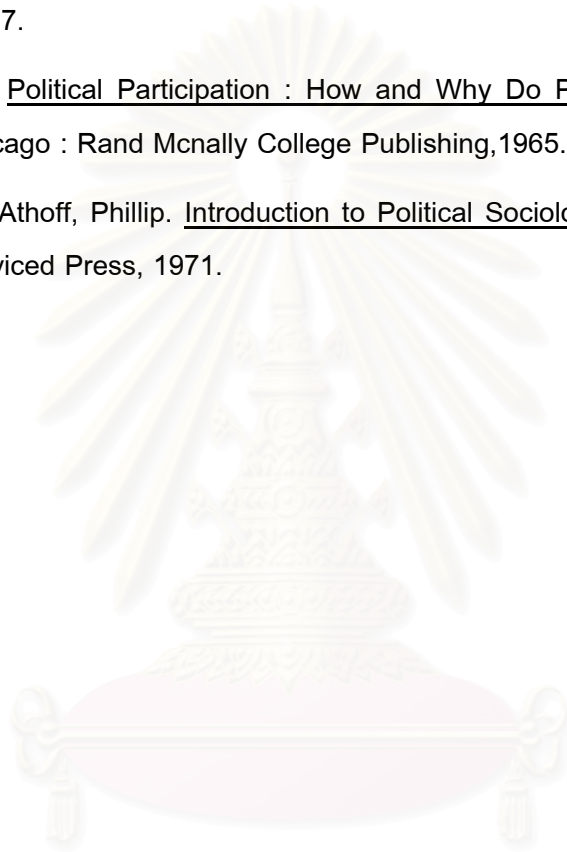 7.
Political Participation : How and Why Do P
cago : Rand Mcnally College Publishing,1965.
Athoff, Phillip. Introduction to Political Sociolo
viced Press, 1971.